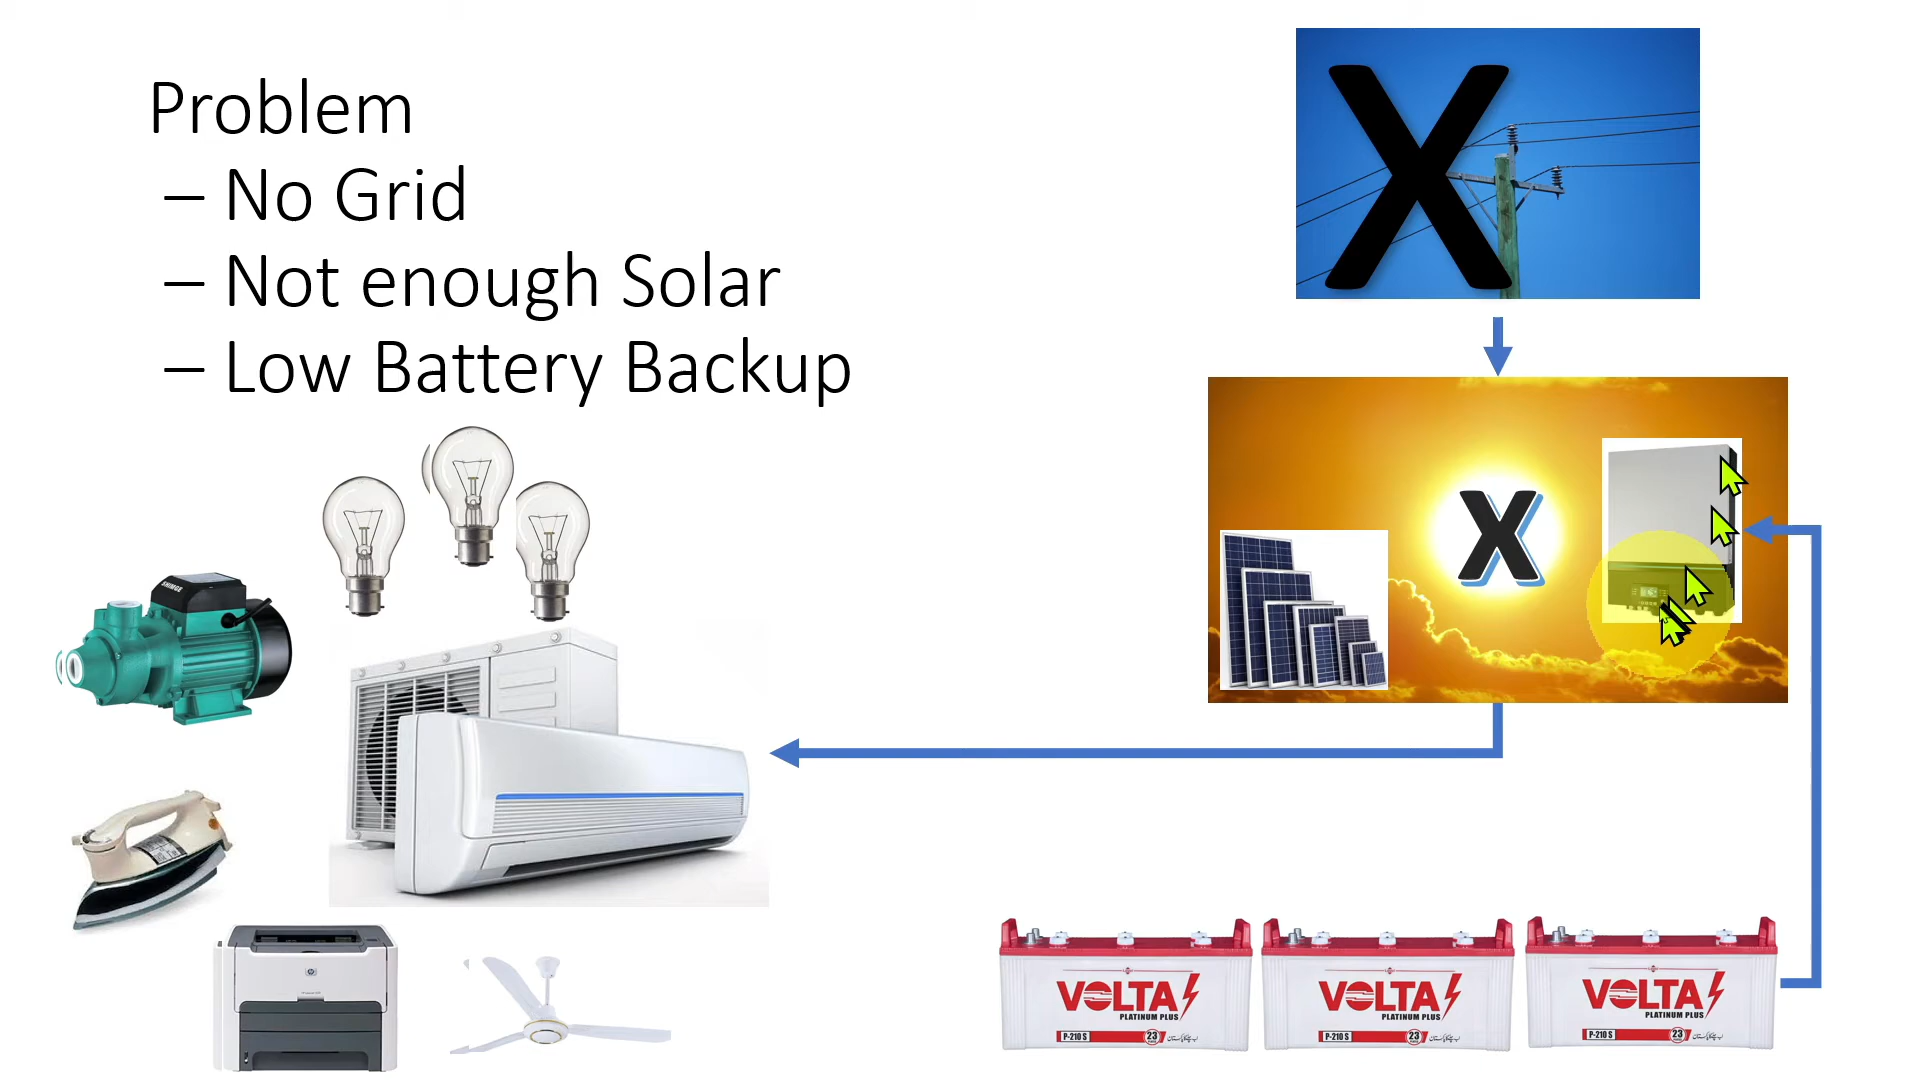 Problem
– No Grid
– Not enough Solar
– Low Battery Backup
X
X
SHIMGE
VOLTA
PLATINUM PLUS
P-210 S
23
VOLTA
PLATINUM PLUS
P-210 S
23
VOLTA
PLATINUM PLUS
P-210 S
23